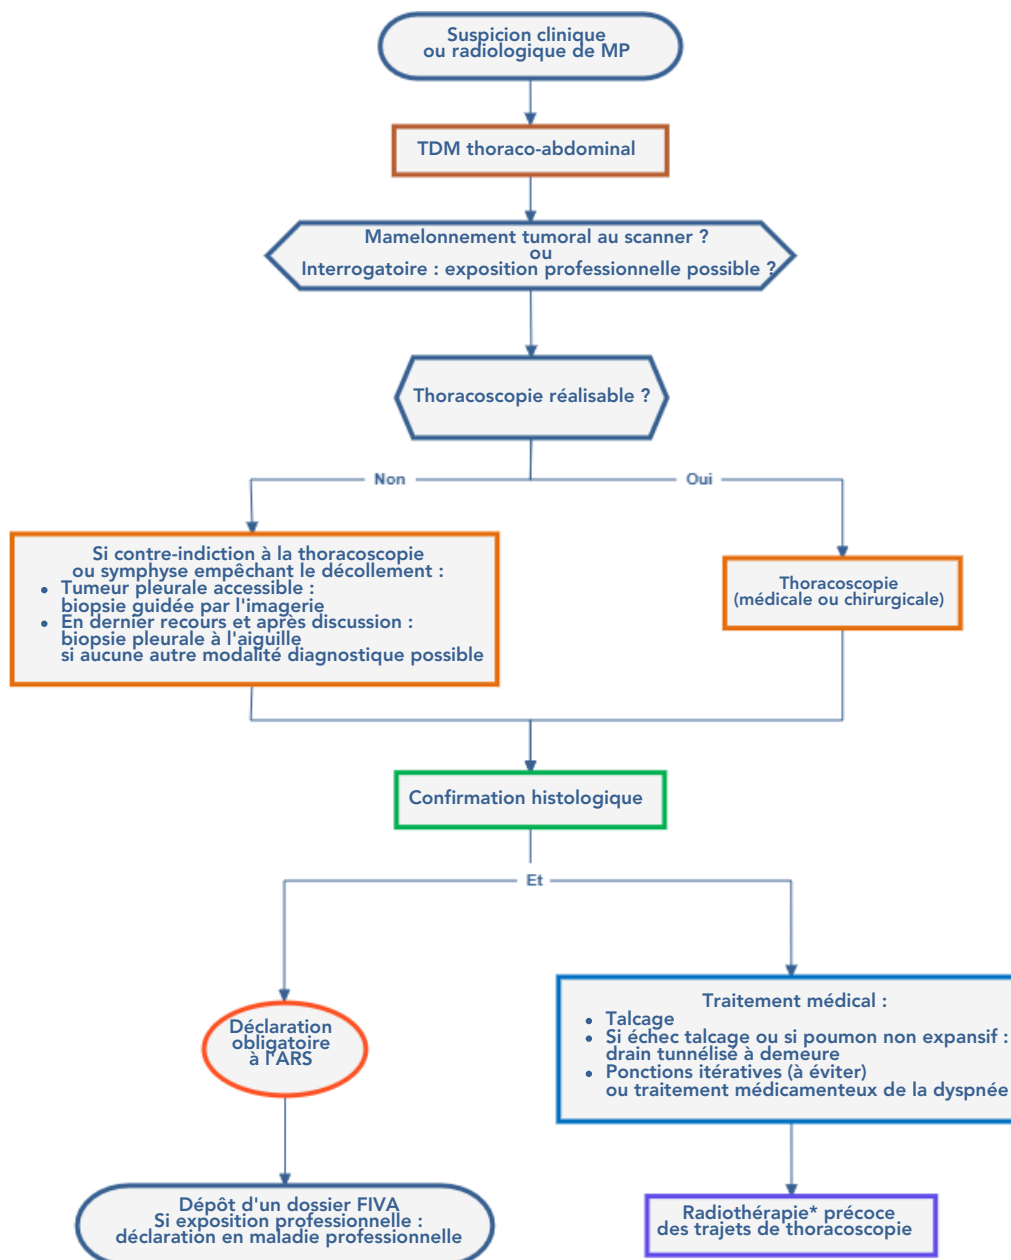 Suspicion clinique
ou radiologique de MP
TDM thoraco-abdominal
Mamelonnement tumoral au scanner ?
ou
Interrogatoire : exposition professionnelle possible ?
Thoracoscopie réalisable ?
Non
Oui
Si contre-indiction à la thoracoscopie
ou symphyse empêchant le décollement :
• Tumeur pleurale accessible :
biopsie guidée par l'imagerie
• En dernier recours et après discussion :
biopsie pleurale à l'aiguille
si aucune autre modalité diagnostique possible
Thoracoscopie
(médicale ou chirurgicale)
Confirmation histologique
Et
Déclaration
obligatoire
à l'ARS
Traitement médical :
• Talcage
• Si échec talcage ou si poumon non expansif :
drain tunnélisé à demeure
• Ponctions itératives (à éviter)
ou traitement médicamenteux de la dyspnée
Dépôt d'un dossier FIVA
Si exposition professionnelle :
déclaration en maladie professionnelle
Radiothérapie* précoce
des trajets de thoracoscopie